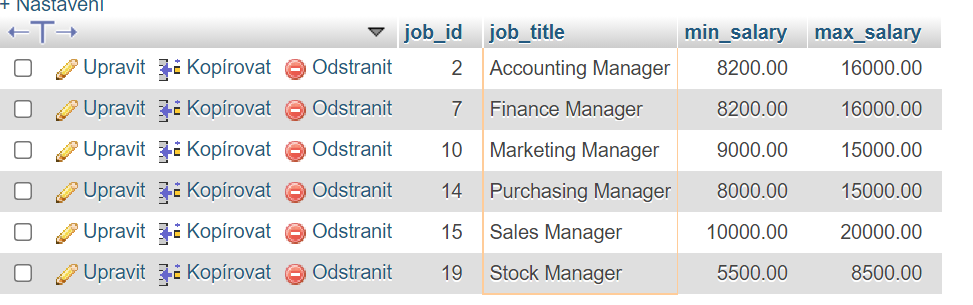 + Nastavení
←T→ job_id job_title min_salary max_salary
Upravit Kopírovat Odstranit 2 Accounting Manager 8200.00 16000.00
Upravit Kopírovat Odstranit 7 Finance Manager 8200.00 16000.00
Upravit Kopírovat Odstranit 10 Marketing Manager 9000.00 15000.00
Upravit Kopírovat Odstranit 14 Purchasing Manager 8000.00 15000.00
Upravit Kopírovat Odstranit 15 Sales Manager 10000.00 20000.00
Upravit Kopírovat Odstranit 19 Stock Manager 5500.00 8500.00